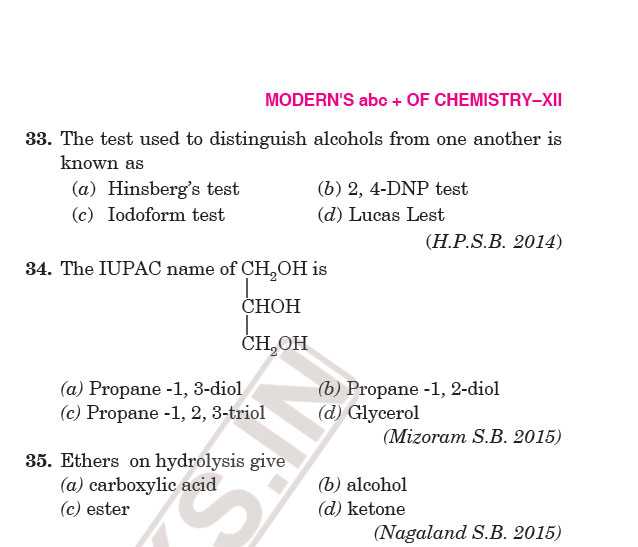 MODERN'S abc + OF CHEMISTRY–XII
33. The test used to distinguish alcohols from one another is
known as
(a) Hinsberg's test (b) 2, 4-DNP test
(c) Iodoform test (d) Lucas Lest
(H.P.S.B. 2014)
34. The IUPAC name of CH₂OH is
CHOH
CH₂OH
(a) Propane -1, 3-diol (b) Propane -1, 2-diol
(c) Propane -1, 2, 3-triol (d) Glycerol
(Mizoram S.B. 2015)
35. Ethers on hydrolysis give
(a) carboxylic acid (b) alcohol
(c) ester (d) ketone
(Nagaland S.B. 2015)